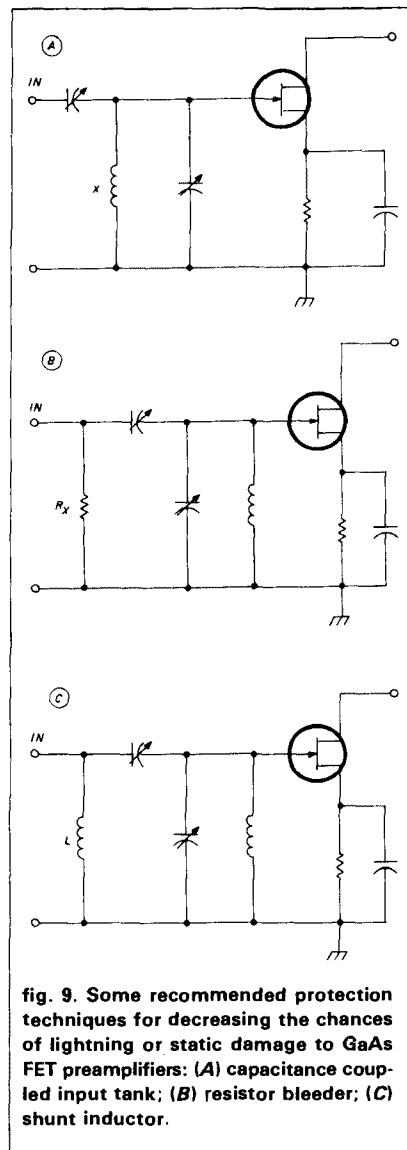 A
IN
X
B
IN
RX
C
IN
L
fig. 9. Some recommended protection
techniques for decreasing the chances
of lightning or static damage to GaAs
FET preamplifiers: (A) capacitance coup-
led input tank; (B) resistor bleeder; (C)
shunt inductor.